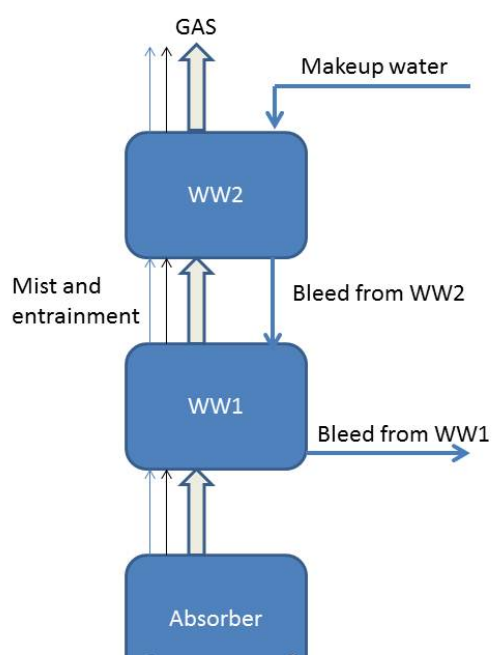 GAS
Makeup water
WW2
Mist and
entrainment
Bleed from WW2
WW1
Bleed from WW1
Absorber